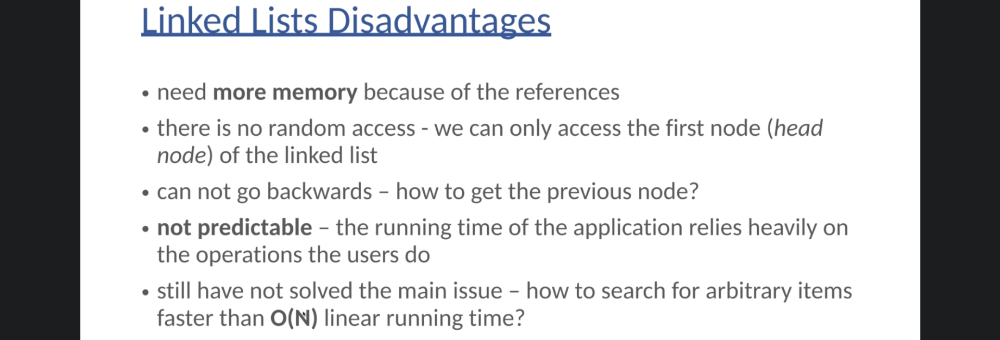 Linked Lists Disadvantages
• need more memory because of the references
• there is no random access - we can only access the first node (head
node) of the linked list
• can not go backwards – how to get the previous node?
• not predictable – the running time of the application relies heavily on
the operations the users do
• still have not solved the main issue – how to search for arbitrary items
faster than O(N) linear running time?